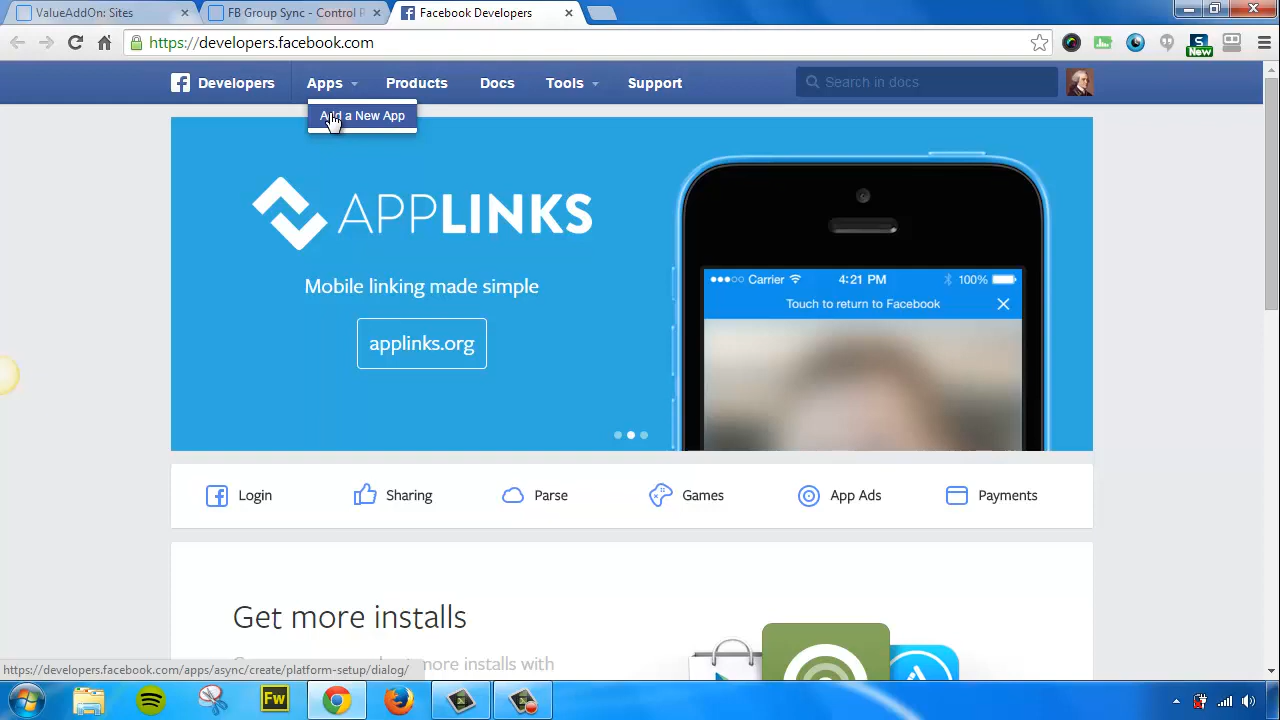 ValueAddOn: Sites
FB Group Sync - Control P
Facebook Developers
https://developers.facebook.com
New
Developers
Apps
Products
Docs
Tools
Support
Search in docs
Add a New App
APPLINKS
Mobile linking made simple
applinks.org
Carrier
4:21 PM
100%
Touch to return to Facebook
Login
Sharing
Parse
Games
App Ads
Payments
Get more installs
more installs with
https://developers.facebook.com/apps/async/create/platform-setup/dialog/
Fw